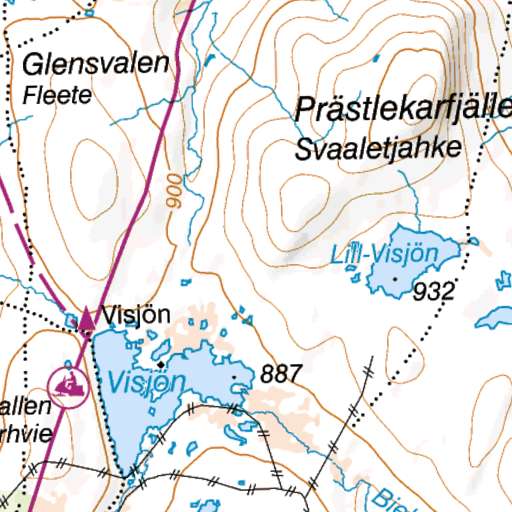 Glensvalen
Fleete
Prästlekarfjälle
Svaaletjahke
900
Lill-Visjön
932
Visjön
Visjön
887
allen
rhvie
Biel